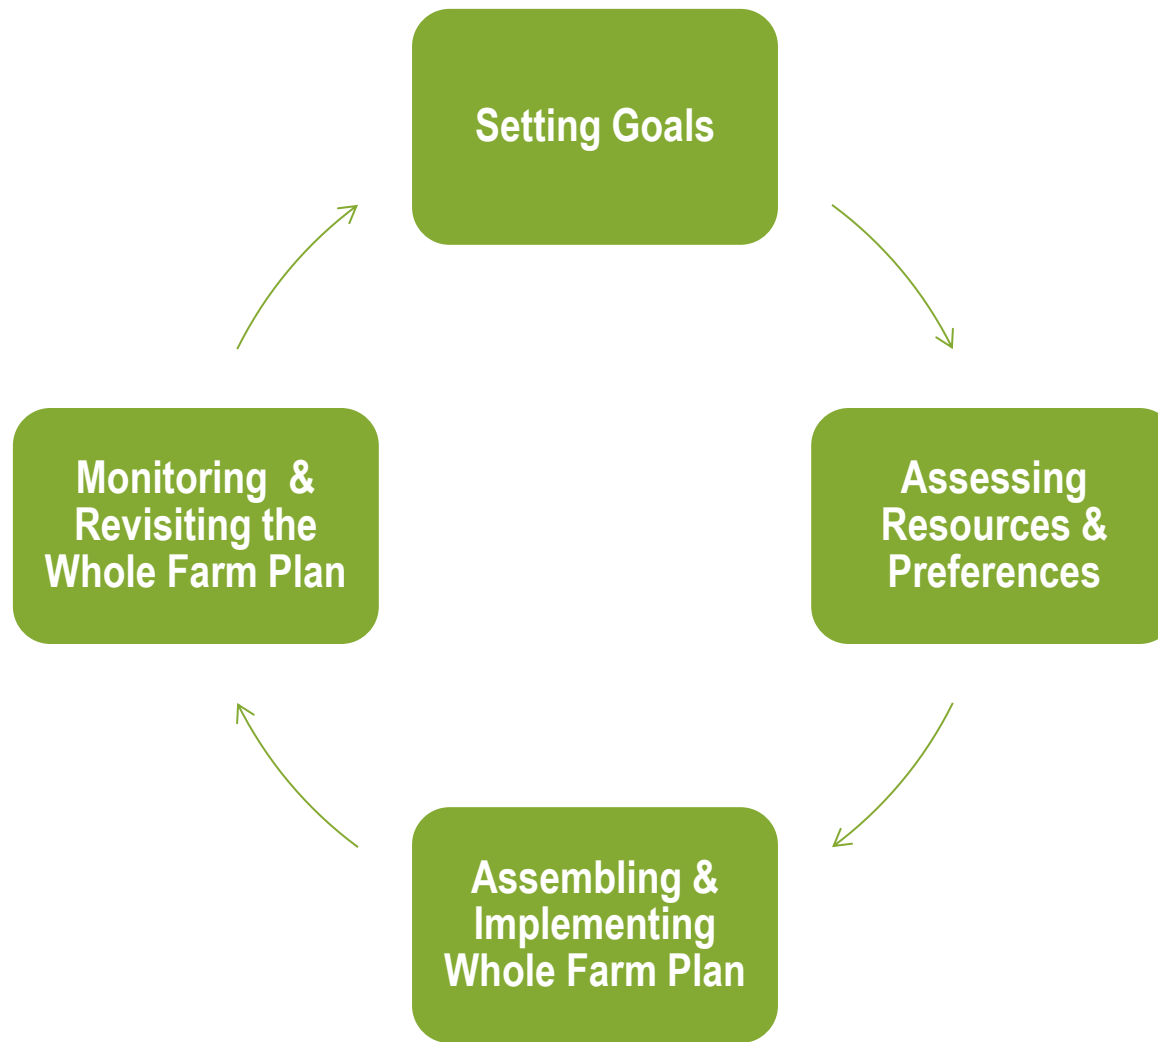 Setting Goals
Assessing
Resources &
Preferences
Assembling &
Implementing
Whole Farm Plan
Monitoring  &
Revisiting the
Whole Farm Plan